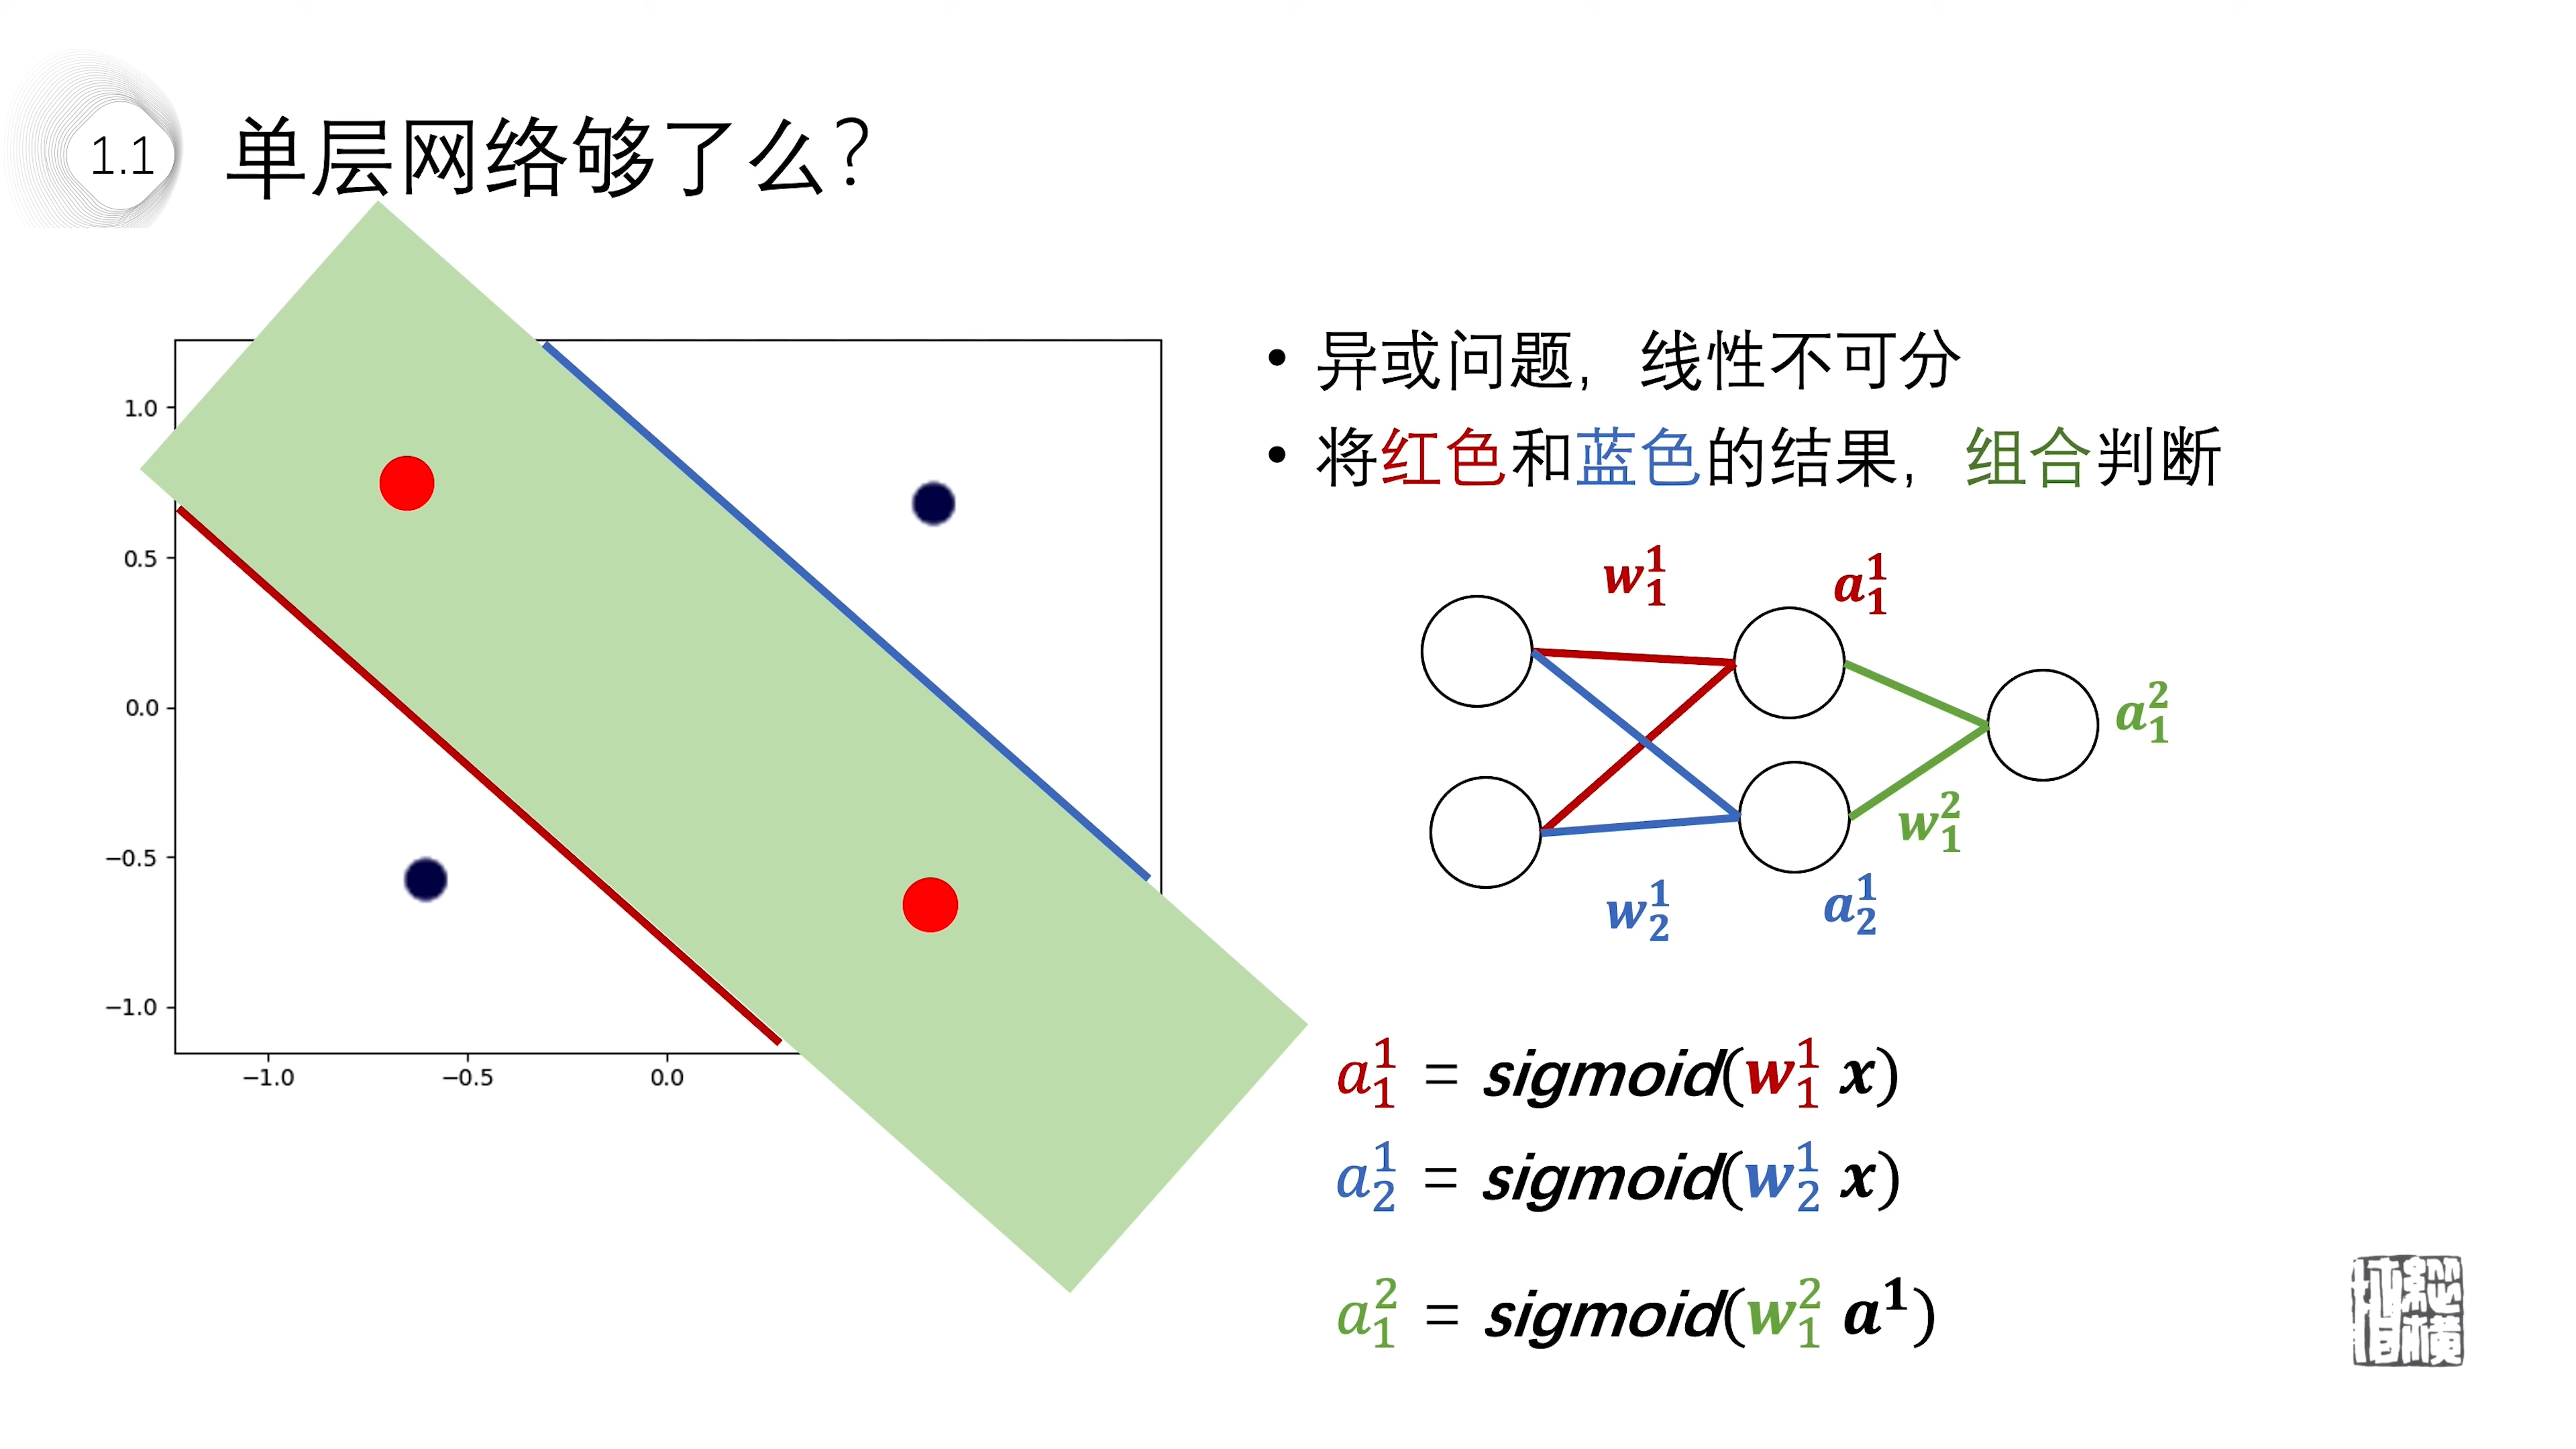 1.1
单层网络够了么?
1.0
0.5
0.0
−0.5
−1.0
−1.0 −0.5 0.0
• 异或问题，线性不可分
• 将红色和蓝色的结果，组合判断
w₁¹
a₁¹
a₁²
w₁²
w₂¹
a₂¹
a₁¹ = sigmoid(w₁¹ x)
a₂¹ = sigmoid(w₂¹ x)
a₁² = sigmoid(w₁² a¹)